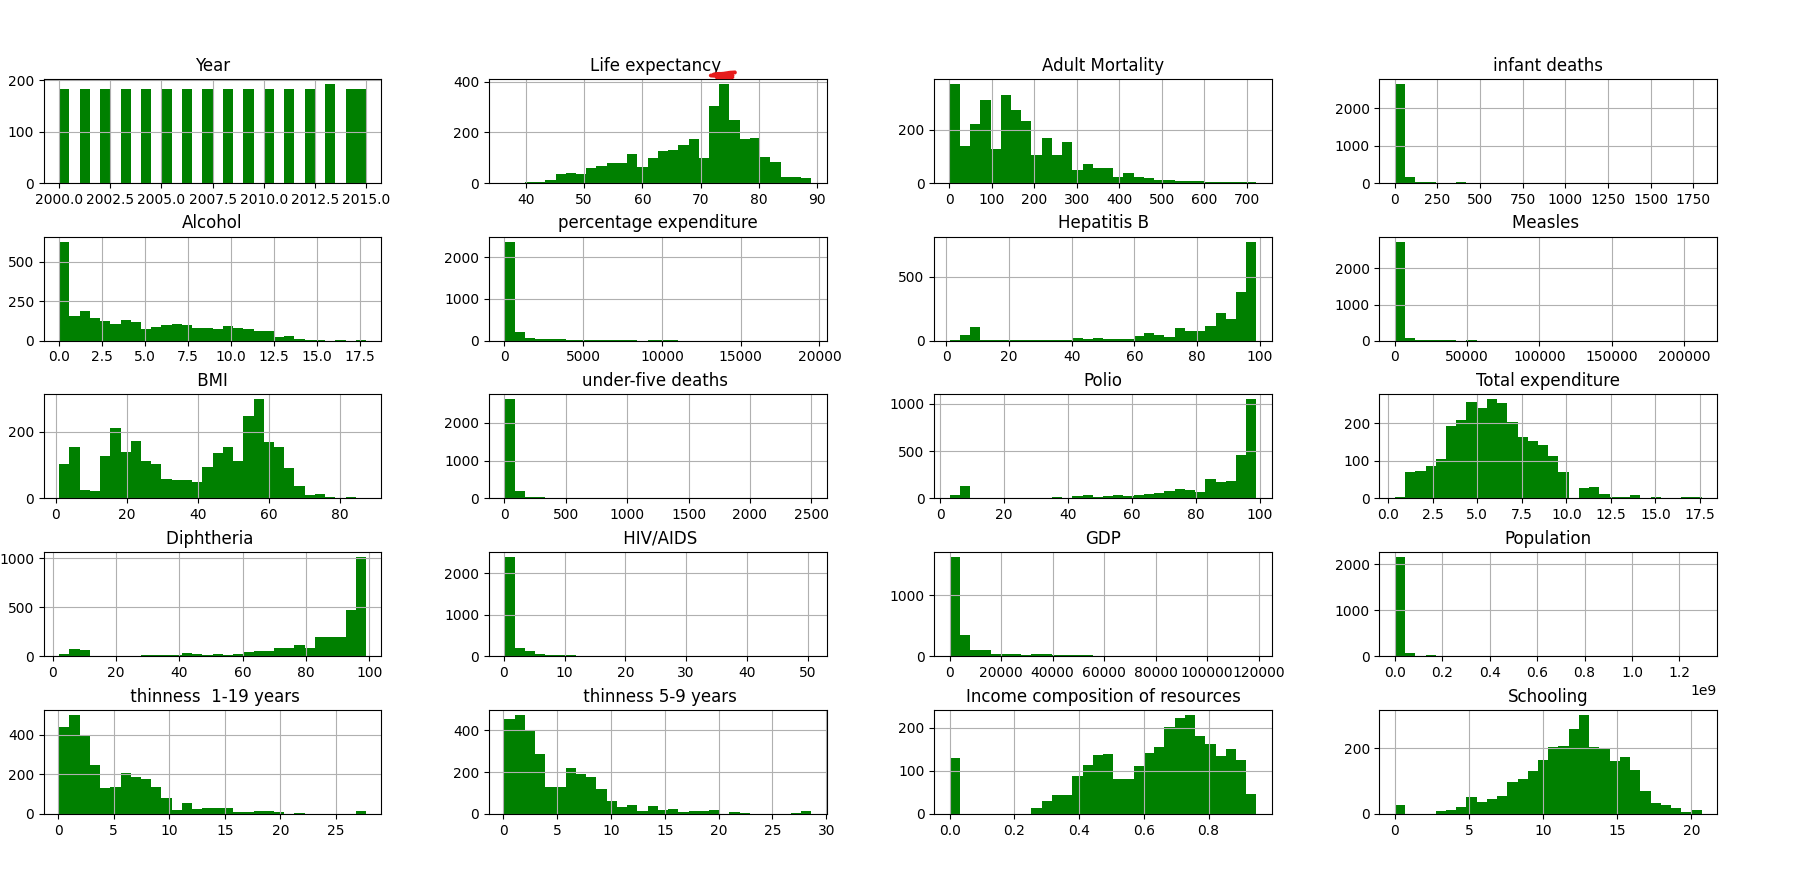 Year Life expectancy Adult Mortality infant deaths
200 100 0
400 200 0
200 0
2000 1000 0
2000.0 2002.5 2005.0 2007.5 2010.0 2012.5 2015.0
40 50 60 70 80 90
0 100 200 300 400 500 600 700
0 250 500 750 1000 1250 1500 1750
Alcohol percentage expenditure Hepatitis B Measles
500 250 0
2000 1000 0
500 0
2000 1000 0
0.0 2.5 5.0 7.5 10.0 12.5 15.0 17.5
0 5000 10000 15000 20000
0 20 40 60 80 100
0 50000 100000 150000 200000
BMI under-five deaths Polio Total expenditure
200 0
2000 1000 0
1000 500 0
200 100 0
0 20 40 60 80
0 500 1000 1500 2000 2500
0 20 40 60 80 100
0.0 2.5 5.0 7.5 10.0 12.5 15.0 17.5
Diphtheria HIV/AIDS GDP Population
1000 500 0
2000 1000 0
1000 0
2000 1000 0
0 20 40 60 80 100
0 10 20 30 40 50
0 20000 40000 60000 80000 100000 120000
0.0 0.2 0.4 0.6 0.8 1.0 1.2
1e9
thinness  1-19 years thinness 5-9 years Income composition of resources Schooling
400 200 0
400 200 0
200 100 0
200 0
0 5 10 15 20 25
0 5 10 15 20 25 30
0.0 0.2 0.4 0.6 0.8
0 5 10 15 20